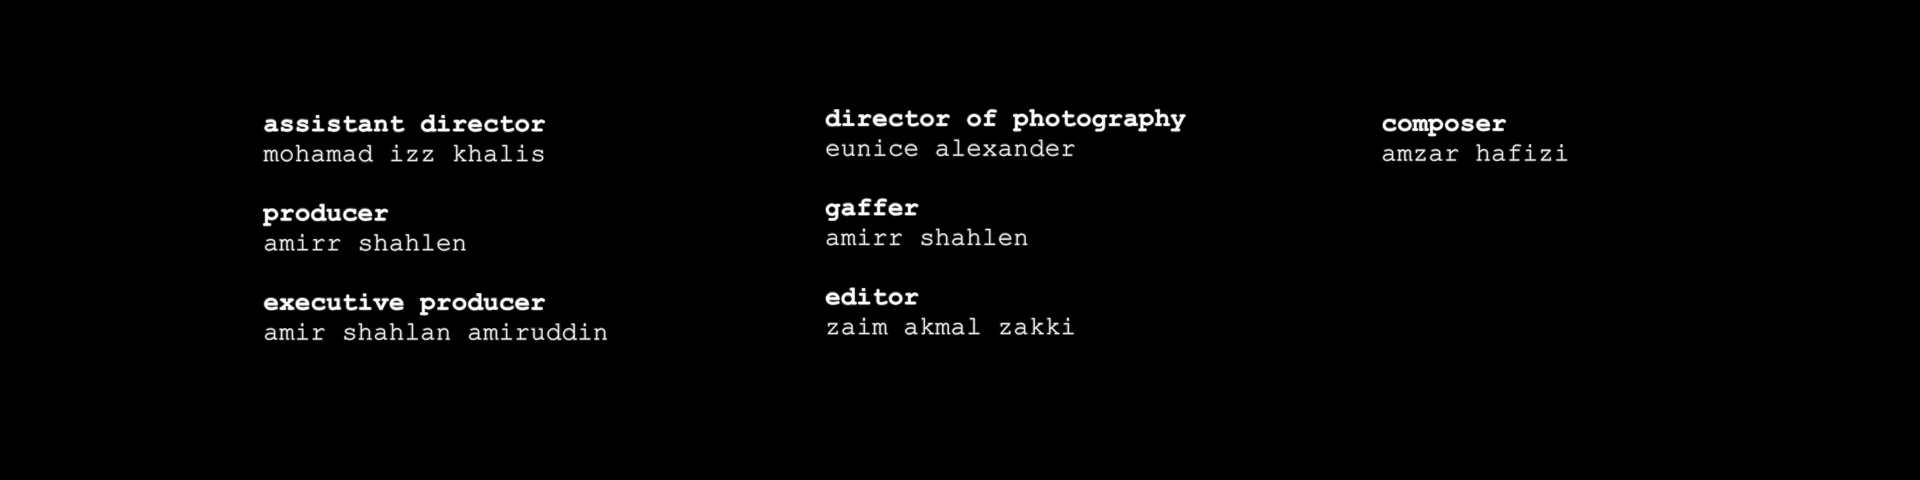 assistant director
mohamad izz khalis
producer
amirr shahlen
executive producer
amir shahlan amiruddin
director of photography
eunice alexander
gaffer
amirr shahlen
editor
zaim akmal zakki
composer
amzar hafizi